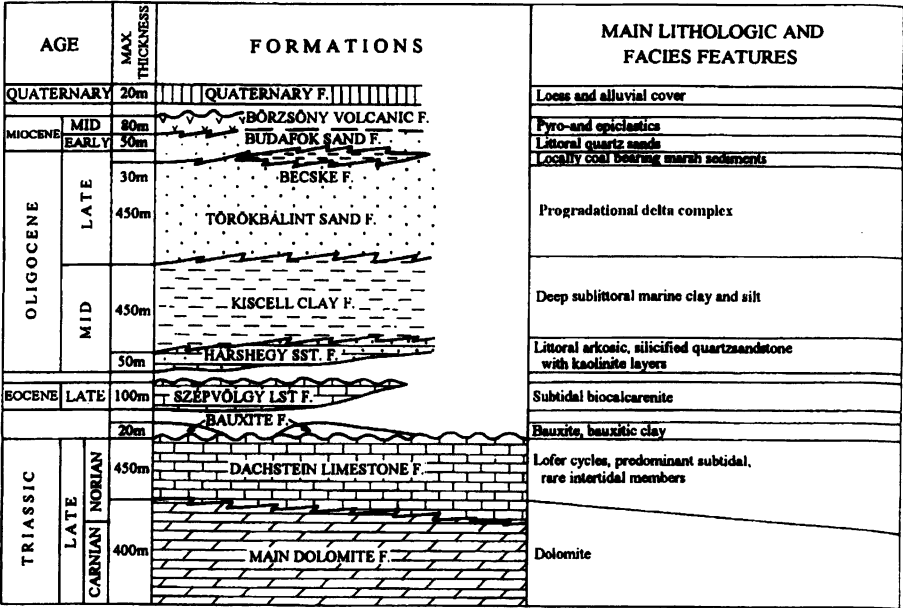 AGE
MAX. THICKNESS
FORMATIONS
MAIN LITHOLOGIC AND
FACIES FEATURES
QUATERNARY 20m QUATERNARY F. Loess and alluvial cover
MIOCENE MID 80m BÖRZSÖNY VOLCANIC F. Pyro-and epiclastics
EARLY 50m BUDAFOK SAND F. Littoral quartz sands
Locally coal bearing marsh sediments
OLIGOCENE LATE 30m BECSKE F.
450m TÖRÖKBÁLINT SAND F. Progradational delta complex
MID 450m KISCELL CLAY F. Deep sublittoral marine clay and silt
50m HARSHEGY SST. F. Littoral arkosic, silicified quartzsandstone
with kaolinite layers
EOCENE LATE 100m SZÉPVÖLGY LST F. Subtidal biocalcarenite
20m BAUXITE F. Bauxite, bauxitic clay
TRIASSIC LATE NORIAN 450m DACHSTEIN LIMESTONE F. Lofer cycles, predominant subtidal,
rare intertidal members
CARNIAN 400m MAIN DOLOMITE F. Dolomite